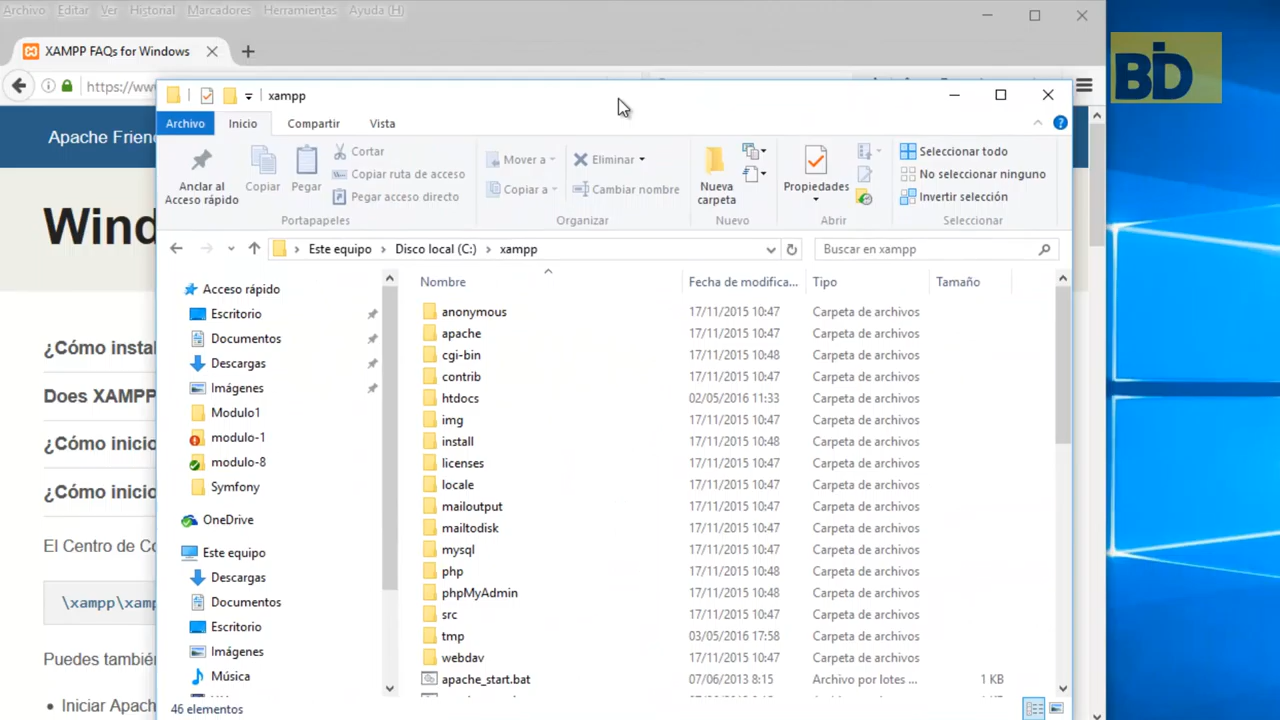 Archivo Editar Ver Historial Marcadores Herramientas Ayuda (H)
XAMPP FAQs for Windows
https://ww
BID
xampp
Archivo Inicio Compartir Vista
Apache Frien
Anclar al Acceso rápido
Copiar
Pegar
Cortar
Copiar ruta de acceso
Pegar acceso directo
Portapapeles
Mover a
Copiar a
Eliminar
Cambiar nombre
Organizar
Nueva carpeta
Nuevo
Propiedades
Abrir
Seleccionar todo
No seleccionar ninguno
Invertir selección
Seleccionar
Wind
Este equipo > Disco local (C:) > xampp
Buscar en xampp
Nombre Fecha de modifica... Tipo Tamaño
Acceso rápido
Escritorio
Documentos
Descargas
Imágenes
Modulo1
modulo-1
modulo-8
Symfony
OneDrive
Este equipo
Descargas
Documentos
Escritorio
Imágenes
Música
anonymous 17/11/2015 10:47 Carpeta de archivos
apache 17/11/2015 10:47 Carpeta de archivos
cgi-bin 17/11/2015 10:48 Carpeta de archivos
contrib 17/11/2015 10:47 Carpeta de archivos
htdocs 02/05/2016 11:33 Carpeta de archivos
img 17/11/2015 10:47 Carpeta de archivos
install 17/11/2015 10:48 Carpeta de archivos
licenses 17/11/2015 10:47 Carpeta de archivos
locale 17/11/2015 10:47 Carpeta de archivos
mailoutput 17/11/2015 10:47 Carpeta de archivos
mailtodisk 17/11/2015 10:47 Carpeta de archivos
mysql 17/11/2015 10:47 Carpeta de archivos
php 17/11/2015 10:48 Carpeta de archivos
phpMyAdmin 17/11/2015 10:48 Carpeta de archivos
src 17/11/2015 10:47 Carpeta de archivos
tmp 03/05/2016 17:58 Carpeta de archivos
webdav 17/11/2015 10:47 Carpeta de archivos
apache_start.bat 07/06/2013 8:15 Archivo por lotes ... 1 KB
¿Cómo instal
Does XAMPP
¿Cómo inicio
¿Cómo inicio
El Centro de Co
\xampp\xamp
Puedes también
Iniciar Apach
46 elementos